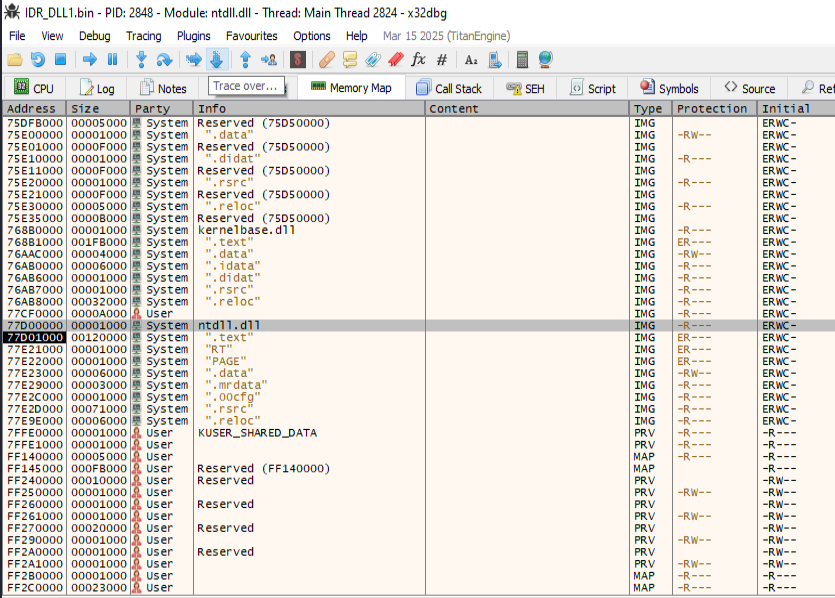 IDR_DLL1.bin - PID: 2848 - Module: ntdll.dll - Thread: Main Thread 2824 - x32dbg
File View Debug Tracing Plugins Favourites Options Help Mar 15 2025 (TitanEngine)
CPU Log Notes Trace over... Memory Map Call Stack SEH Script Symbols Source Ref
Address Size Party Info Content Type Protection Initial
75DFB000 00005000 System Reserved (75D50000) IMG ERWC-
75E00000 00001000 System ".data" IMG -RW-- ERWC-
75E01000 0000F000 System Reserved (75D50000) IMG ERWC-
75E10000 00001000 System ".didat" IMG -R--- ERWC-
75E11000 0000F000 System Reserved (75D50000) IMG ERWC-
75E20000 00001000 System ".rsrc" IMG -R--- ERWC-
75E21000 0000F000 System Reserved (75D50000) IMG ERWC-
75E30000 00005000 System ".reloc" IMG -R--- ERWC-
75E35000 0000B000 System Reserved (75D50000) IMG ERWC-
768B0000 00001000 System kernelbase.dll IMG -R--- ERWC-
768B1000 001FB000 System ".text" IMG ER--- ERWC-
76AAC000 00004000 System ".data" IMG -RW-- ERWC-
76AB0000 00006000 System ".idata" IMG -R--- ERWC-
76AB6000 00001000 System ".didat" IMG -R--- ERWC-
76AB7000 00001000 System ".rsrc" IMG -R--- ERWC-
76AB8000 00032000 System ".reloc" IMG -R--- ERWC-
77CF0000 0000A000 User IMG -R--- ERWC-
77D00000 00001000 System ntdll.dll IMG -R--- ERWC-
77D01000 00120000 System ".text" IMG ER--- ERWC-
77E21000 00001000 System "RT" IMG ER--- ERWC-
77E22000 00001000 System "PAGE" IMG ER--- ERWC-
77E23000 00006000 System ".data" IMG -RW-- ERWC-
77E29000 00003000 System ".mrdata" IMG -R--- ERWC-
77E2C000 00001000 System ".00cfg" IMG -R--- ERWC-
77E2D000 00071000 System ".rsrc" IMG -R--- ERWC-
77E9E000 00006000 System ".reloc" IMG -R--- ERWC-
7FFE0000 00001000 User KUSER_SHARED_DATA PRV -R--- -R---
7FFE1000 00001000 User PRV -R--- -R---
FF140000 00005000 User MAP -R--- -R---
FF145000 000FB000 User Reserved (FF140000) MAP -R---
FF240000 00010000 User Reserved PRV -RW--
FF250000 00001000 User PRV -RW-- -RW--
FF260000 00001000 User Reserved PRV -RW--
FF261000 00001000 User PRV -RW-- -RW--
FF270000 00020000 User Reserved PRV -RW--
FF290000 00001000 User PRV -RW-- -RW--
FF2A0000 00001000 User Reserved PRV -RW--
FF2A1000 00001000 User PRV -RW-- -RW--
FF2B0000 00001000 User MAP -R--- -R---
FF2C0000 00023000 User MAP -R--- -R---